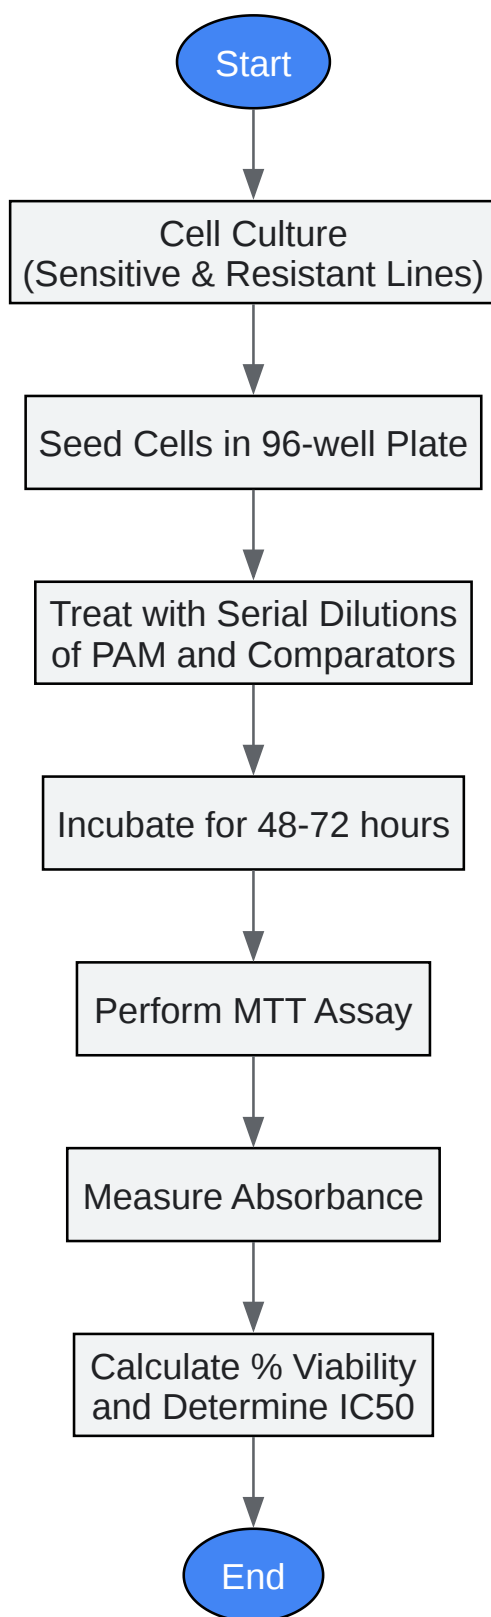 Start
Cell Culture
(Sensitive & Resistant Lines)
Seed Cells in 96-well Plate
Treat with Serial Dilutions
of PAM and Comparators
Incubate for 48-72 hours
Perform MTT Assay
Measure Absorbance
Calculate % Viability
and Determine IC50
End